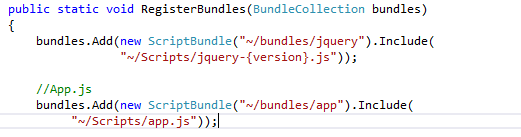 public static void RegisterBundles(BundleCollection bundles)
{
bundles.Add(new ScriptBundle("~/bundles/jquery").Include(
"~/Scripts/jquery-{version}.js"));
//App.js
bundles.Add(new ScriptBundle("~/bundles/app").Include(
"~/Scripts/app.js"));